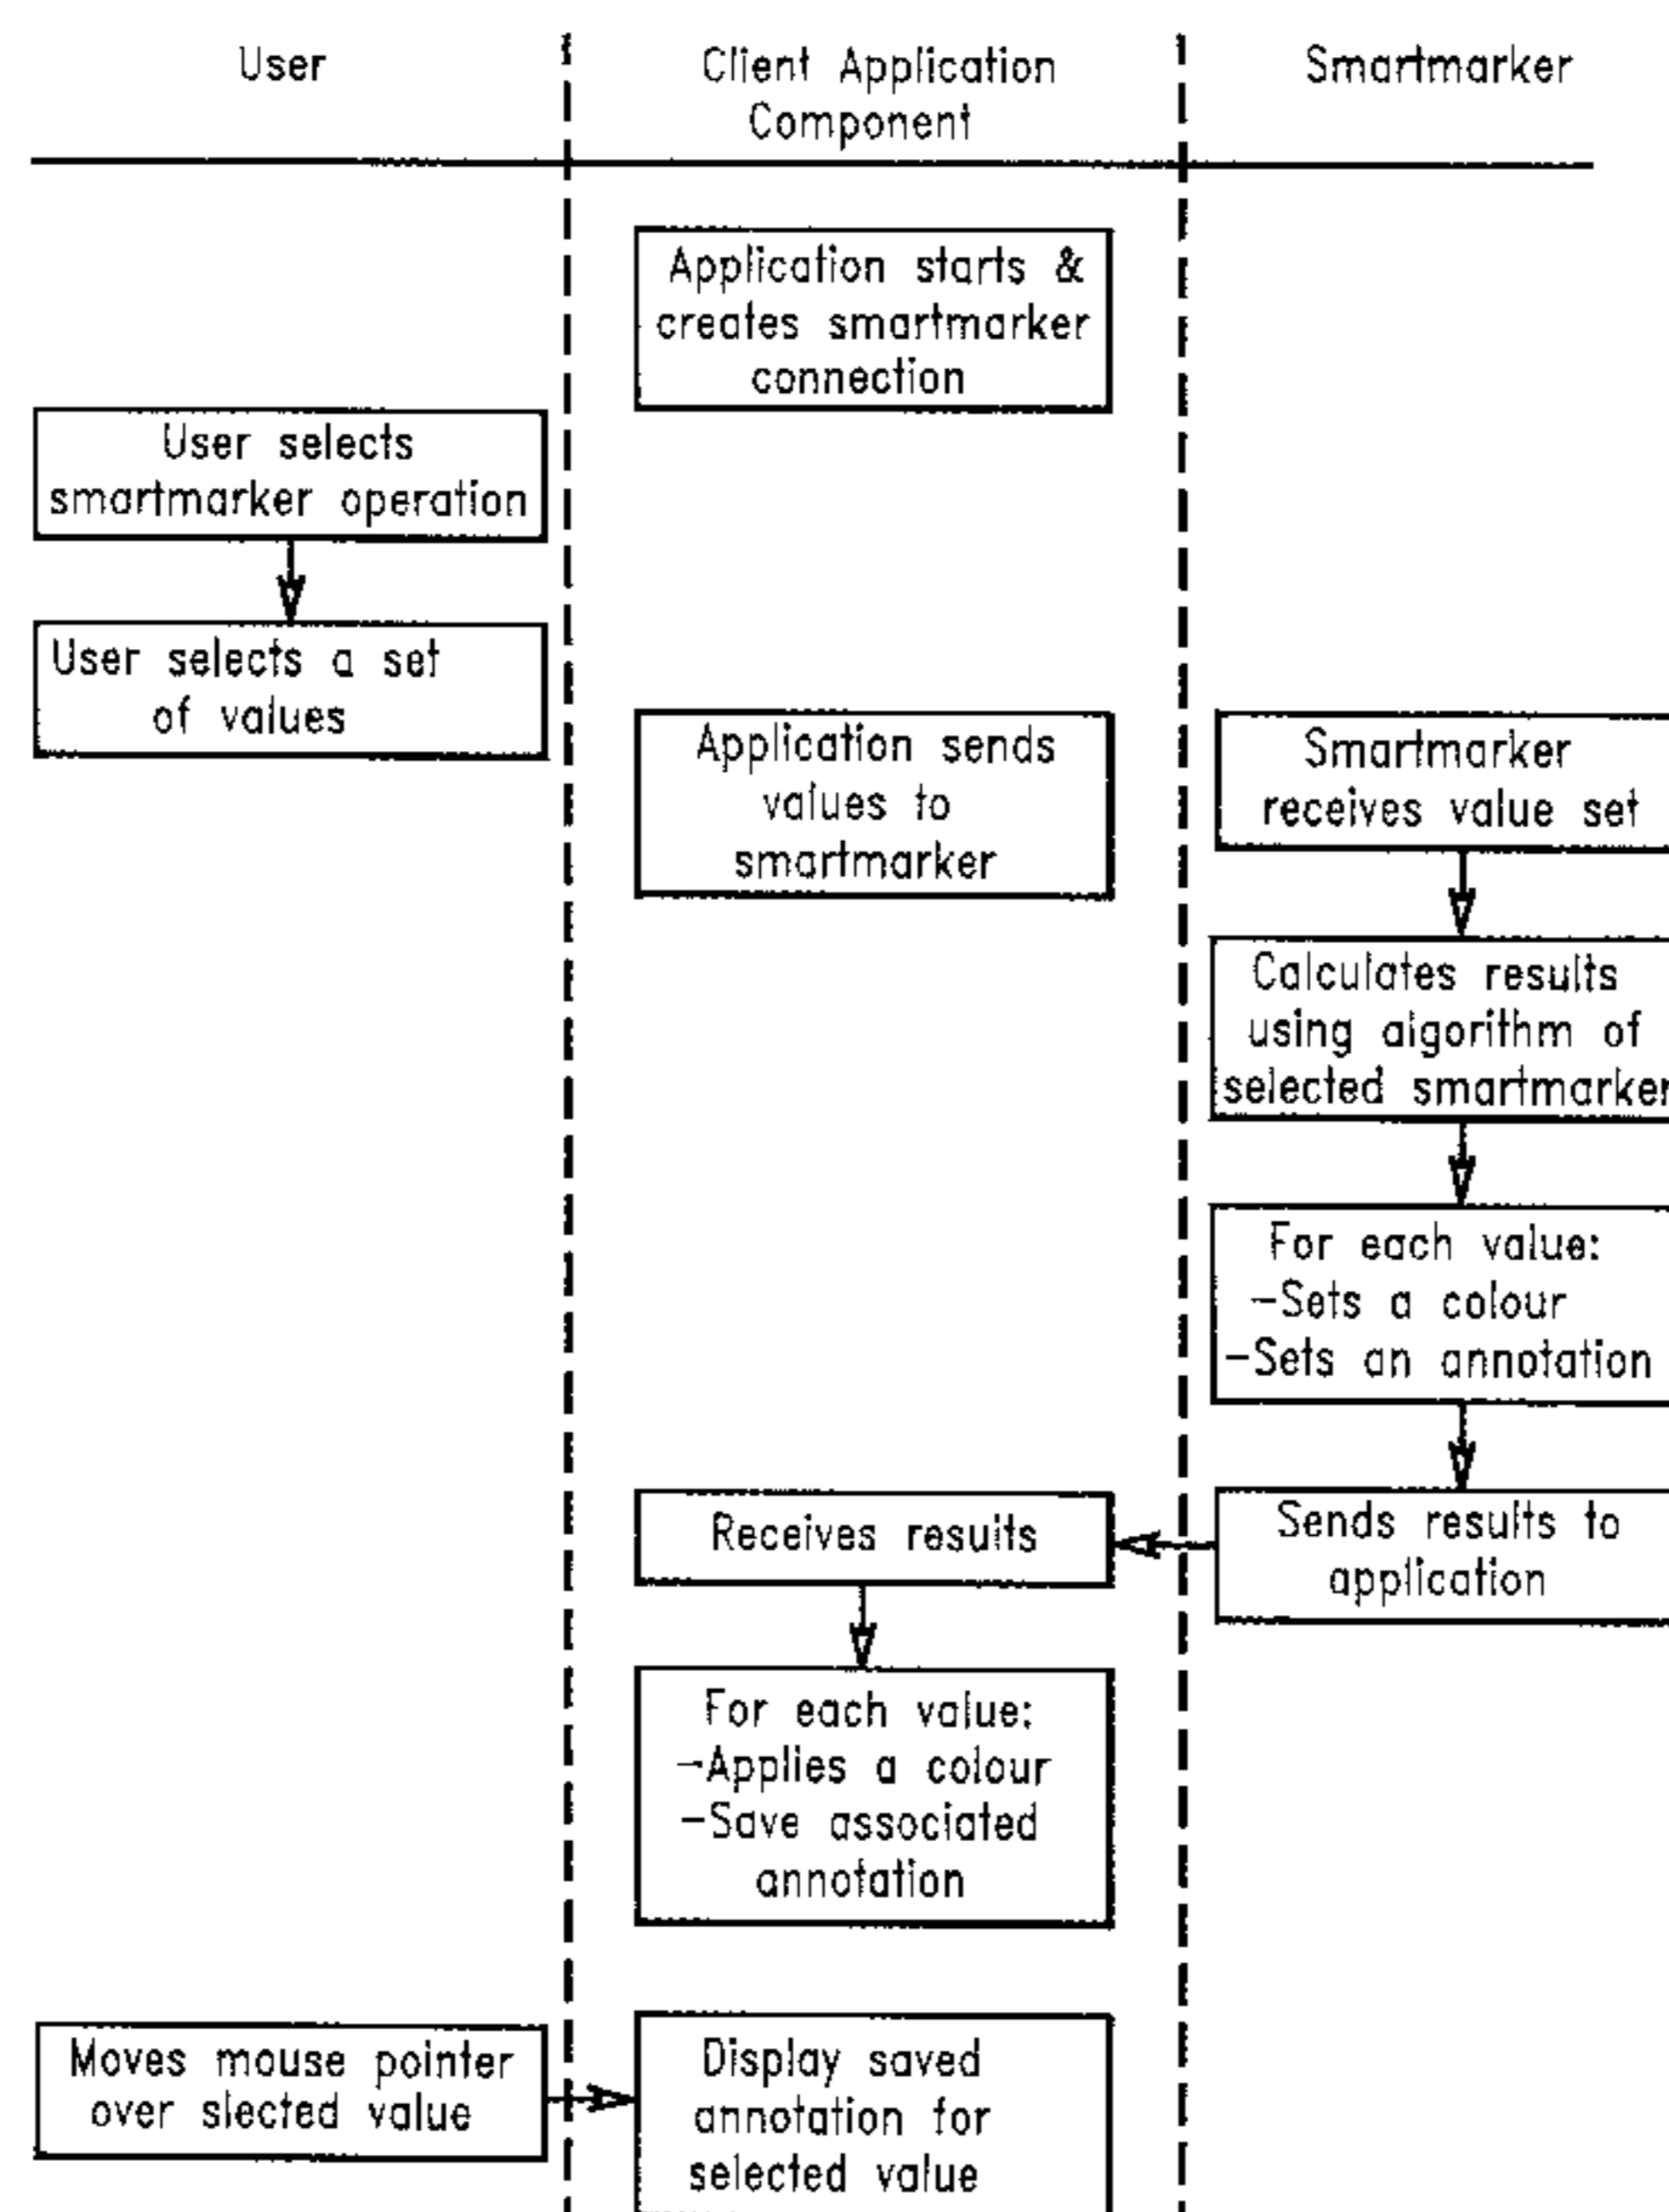 User
Client Application
Component
Smartmarker
Application starts &
creates smartmarker
connection
User selects
smartmarker operation
User selects a set
of values
Application sends
values to
smartmarker
Smartmarker
receives value set
Calculates results
using algorithm of
selected smartmarker
For each value:
-Sets a colour
-Sets an annotation
Sends results to
application
Receives results
For each value:
-Applies a colour
-Save associated
annotation
Moves mouse pointer
over slected value
Display saved
annotation for
selected value